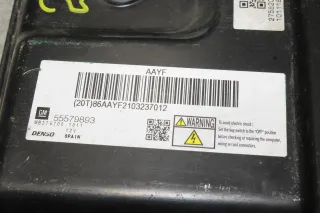 AAYF
(20T)86AAYF2103237012
GM
55579893
12V
DENSO
SPAIN
WARNING
To avoid electric shock:
Set the key switch to the "OFF" position
before checking or repairing the computer,
wiring and connectors.